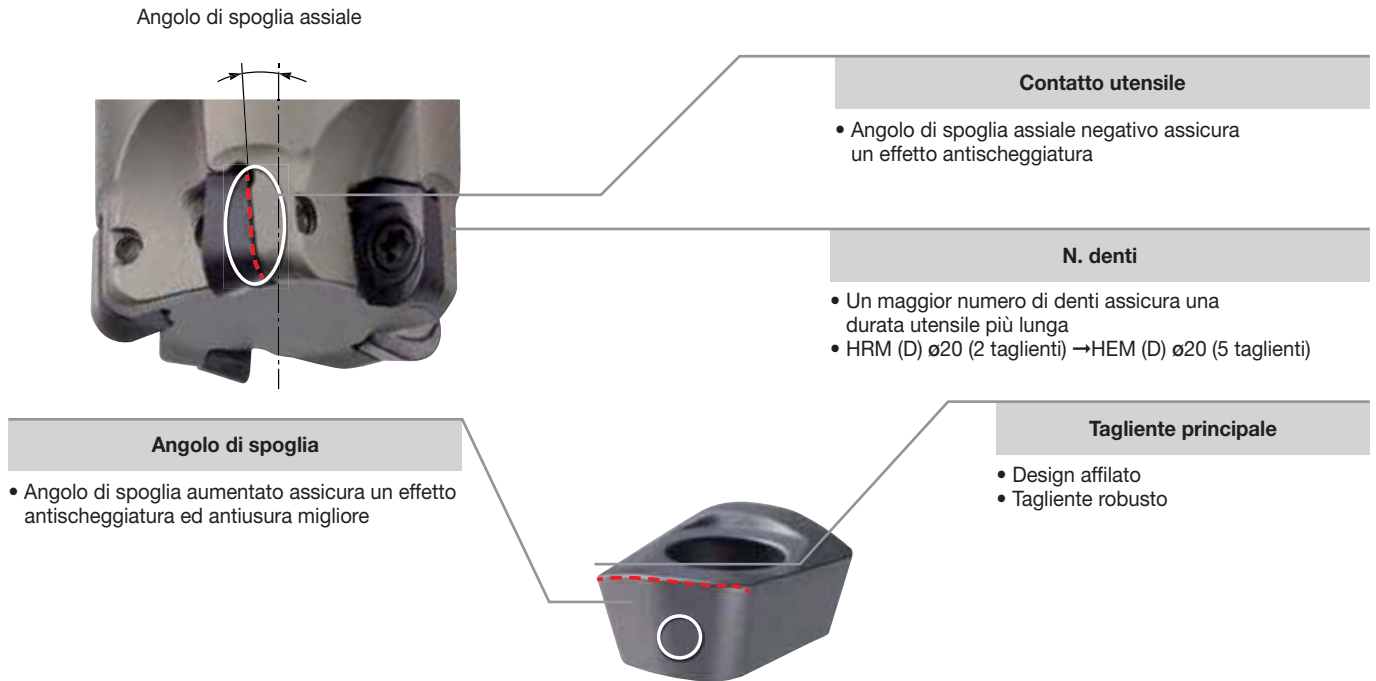 Angolo di spoglia assiale
Contatto utensile
• Angolo di spoglia assiale negativo assicura
un effetto antischeggiatura
N. denti
• Un maggior numero di denti assicura una
durata utensile più lunga
• HRM (D) ø20 (2 taglienti) →HEM (D) ø20 (5 taglienti)
Angolo di spoglia
• Angolo di spoglia aumentato assicura un effetto
antischeggiatura ed antiusura migliore
Tagliente principale
• Design affilato
• Tagliente robusto